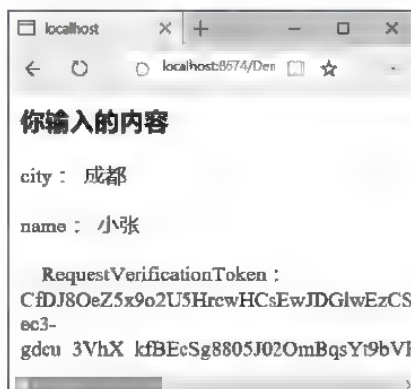 localhost
localhost:8674/Den
你输入的内容
city： 成都
name： 小张
RequestVerificationToken：
CfDJ8OeZ5x9o2U5HrcwHCsEwJDGlwEzCS
ec3-
gdcu 3VhX kfBEcSg8805J02OmBqsYt9bVF